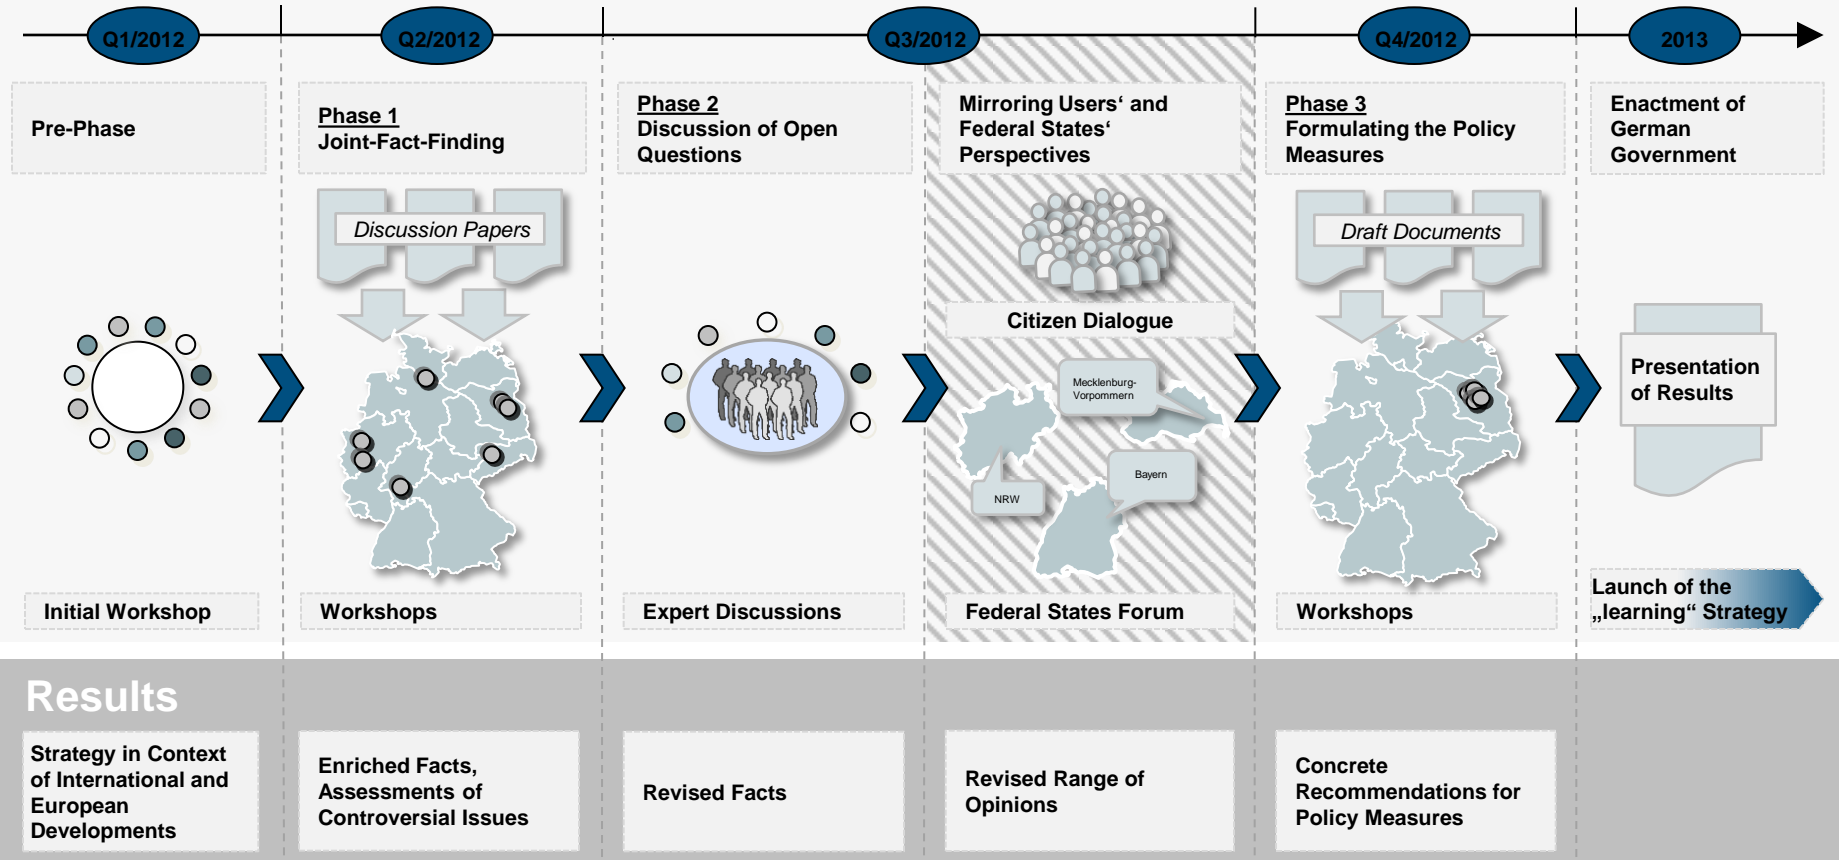 Q1/2012
Q2/2012
Q3/2012
Q4/2012
2013
Pre-Phase
Phase 1
Joint-Fact-Finding
Phase 2
Discussion of Open
Questions
Mirroring Users‘ and
Federal States‘
Perspectives
Phase 3
Formulating the Policy
Measures
Enactment of
German
Government
Discussion Papers
Draft Documents
Citizen Dialogue
Mecklenburg-
Vorpommern
NRW
Bayern
Presentation
of Results
Initial Workshop
Workshops
Expert Discussions
Federal States Forum
Workshops
Launch of the
„learning“ Strategy
Results
Strategy in Context
of International and
European
Developments
Enriched Facts,
Assessments of
Controversial Issues
Revised Facts
Revised Range of
Opinions
Concrete
Recommendations for
Policy Measures